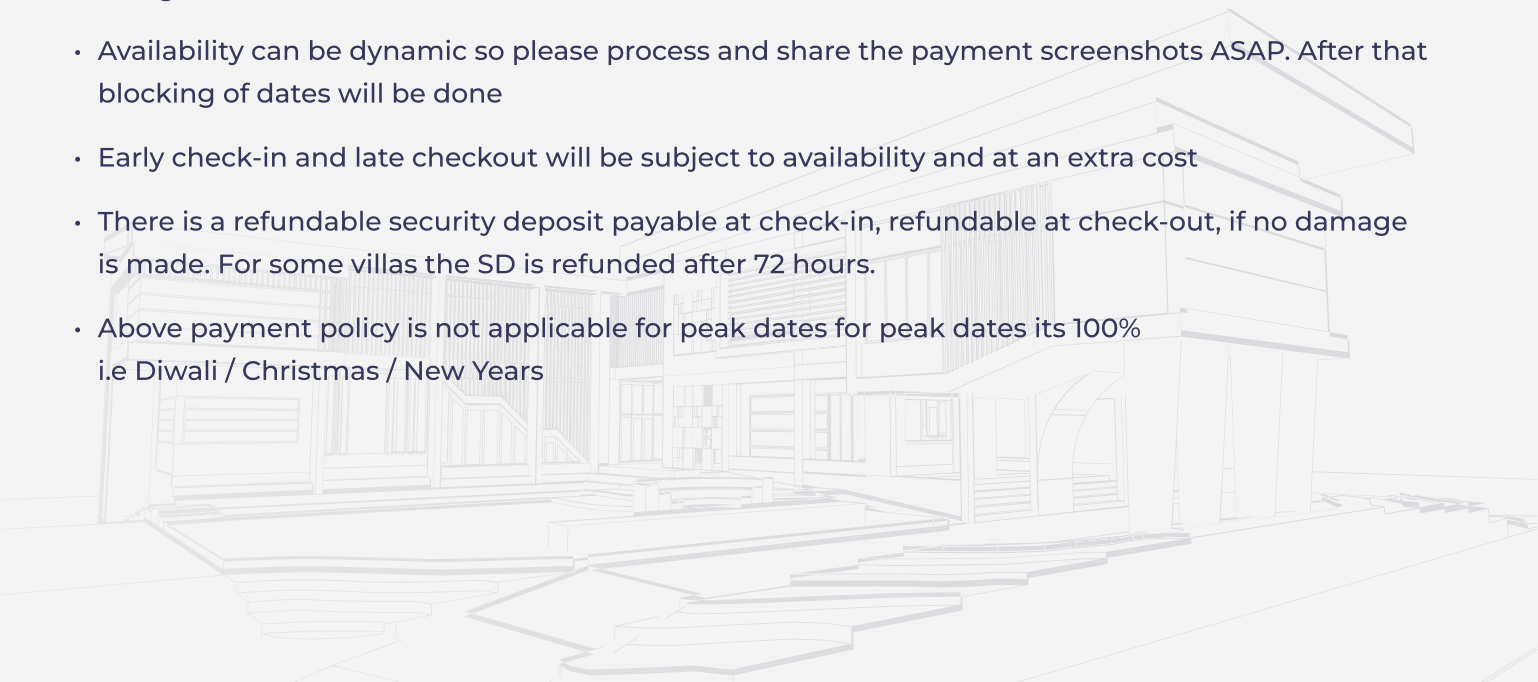 • Availability can be dynamic so please process and share the payment screenshots ASAP. After that
blocking of dates will be done
• Early check-in and late checkout will be subject to availability and at an extra cost
• There is a refundable security deposit payable at check-in, refundable at check-out, if no damage
is made. For some villas the SD is refunded after 72 hours.
• Above payment policy is not applicable for peak dates for peak dates its 100%
i.e Diwali / Christmas / New Years